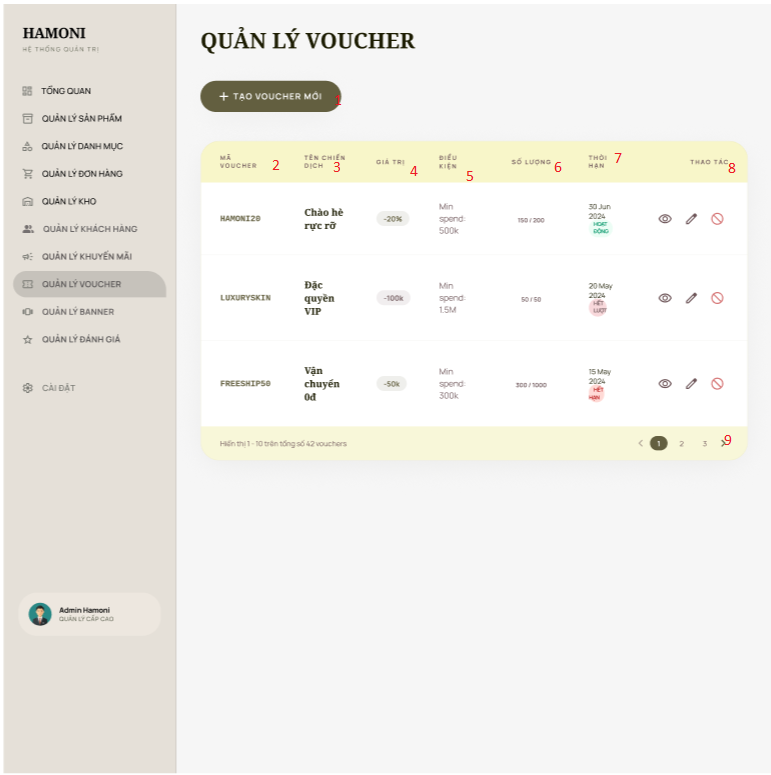 HAMONI
HỆ THỐNG QUẢN TRỊ
TỔNG QUAN
QUẢN LÝ SẢN PHẨM
QUẢN LÝ DANH MỤC
QUẢN LÝ ĐƠN HÀNG
QUẢN LÝ KHO
QUẢN LÝ KHÁCH HÀNG
QUẢN LÝ KHUYẾN MÃI
QUẢN LÝ VOUCHER
QUẢN LÝ BANNER
QUẢN LÝ ĐÁNH GIÁ
CÀI ĐẶT
Admin Hamoni
QUẢN LÝ CẤP CAO
QUẢN LÝ VOUCHER
+ TẠO VOUCHER MỚI 1
MÃ
VOUCHER 2
TÊN CHIẾN
DỊCH 3
GIÁ TRỊ 4
ĐIỀU
KIỆN 5
SỐ LƯỢNG 6
THỜI
HẠN 7
THAO TÁC 8
HAMONI20
Chào hè
rực rỡ
-20%
Min
spend:
500k
150 / 200
30 Jun
2024
HOẠT
ĐỘNG
LUXURYSKIN
Đặc
quyền
VIP
-100k
Min
spend:
1.5M
50 / 50
20 May
2024
HẾT
LƯỢT
FREESHIP50
Vận
chuyển
0đ
-50k
Min
spend:
300k
300 / 1000
15 May
2024
HẾT
HẠN
Hiển thị 1 - 10 trên tổng số 42 vouchers
< 1 2 3 > 9